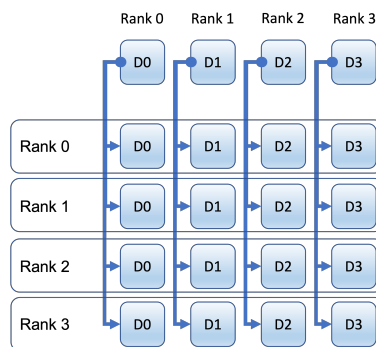 Rank 0 Rank 1 Rank 2 Rank 3
D0 D1 D2 D3
Rank 0 D0 D1 D2 D3
Rank 1 D0 D1 D2 D3
Rank 2 D0 D1 D2 D3
Rank 3 D0 D1 D2 D3